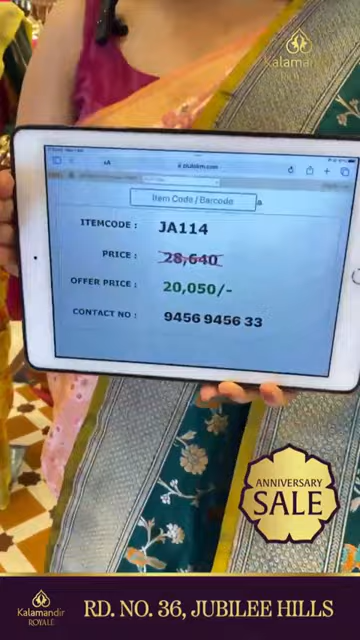 Kalamandir
Item Code / Barcode
ITEMCODE : JA114
PRICE : 28,640
OFFER PRICE : 20,050/-
CONTACT NO : 9456 9456 33
ANNIVERSARY
SALE
Kalamandir
ROYALE
RD. NO. 36, JUBILEE HILLS